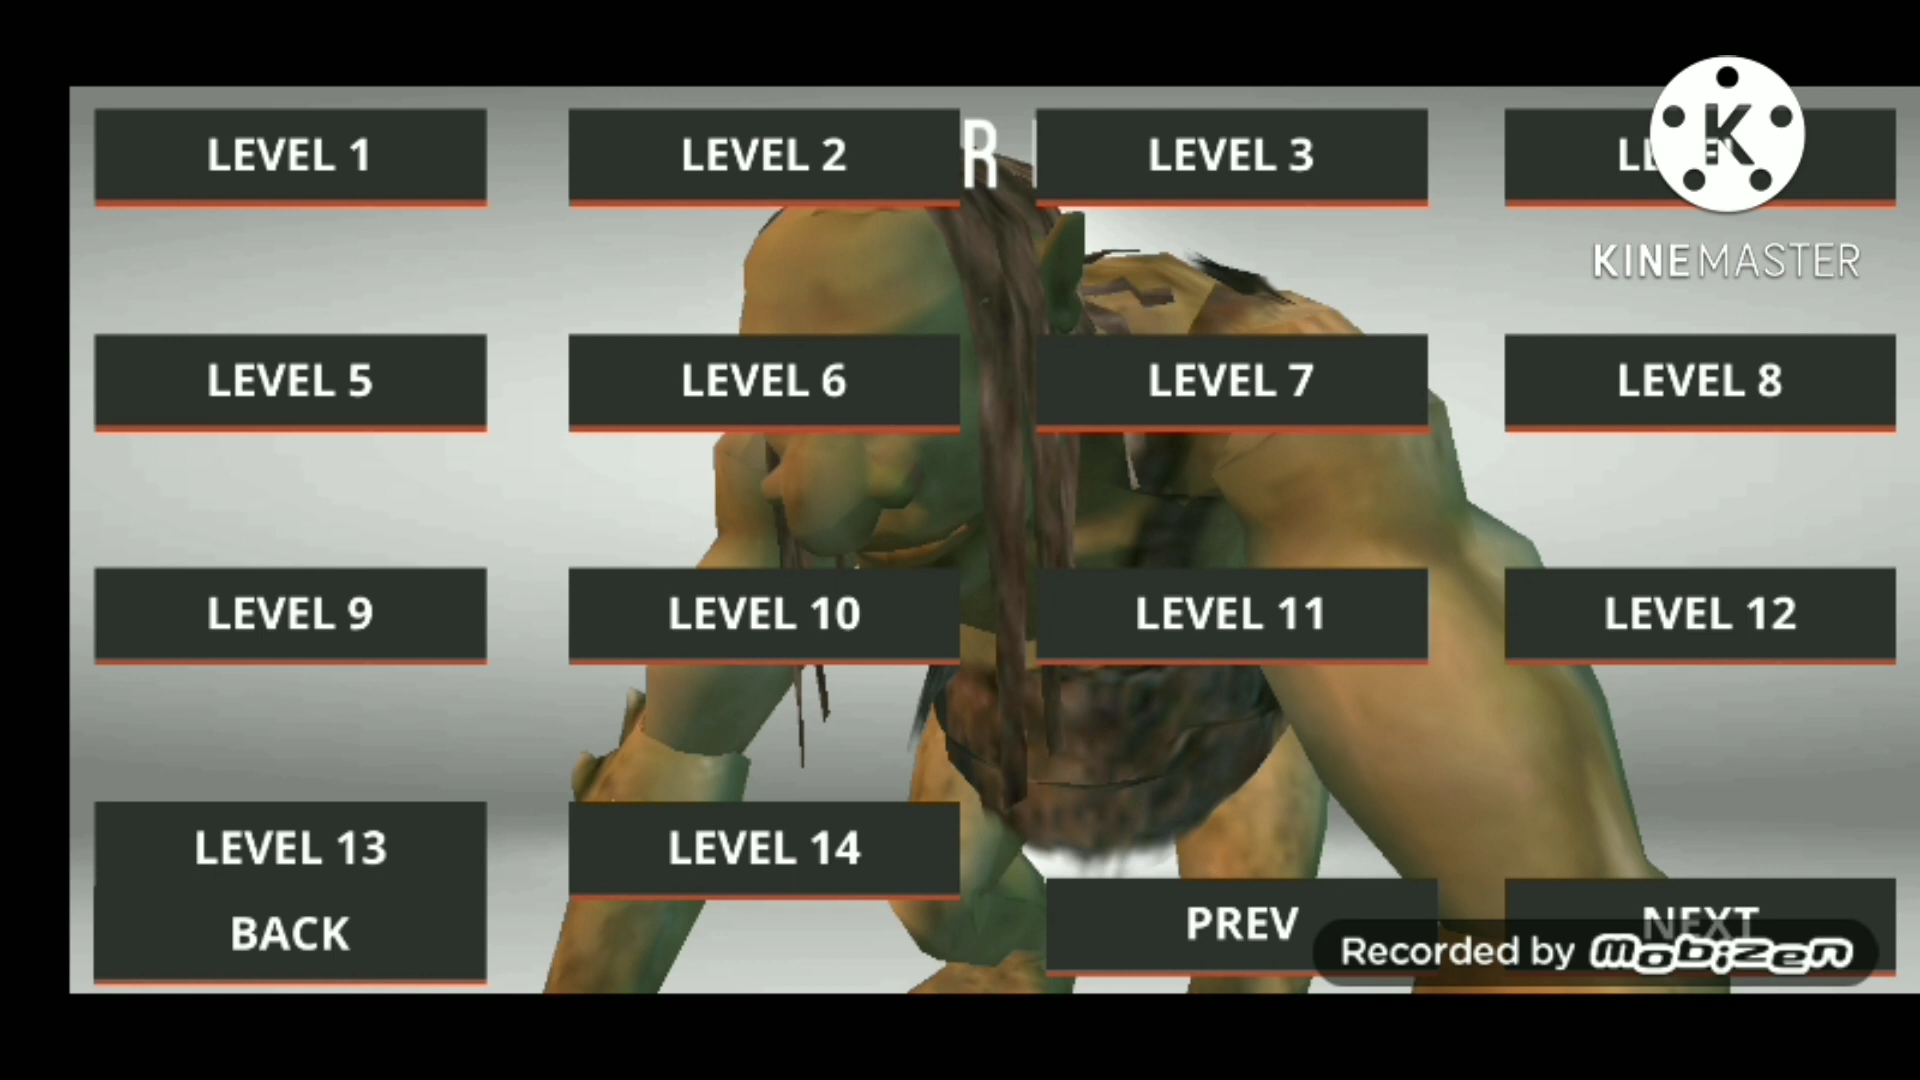 LEVEL 1
LEVEL 2
R
LEVEL 3
K
KINEMASTER
LEVEL 5
LEVEL 6
LEVEL 7
LEVEL 8
LEVEL 9
LEVEL 10
LEVEL 11
LEVEL 12
LEVEL 13
LEVEL 14
BACK
PREV
NEXT
Recorded by mobizen